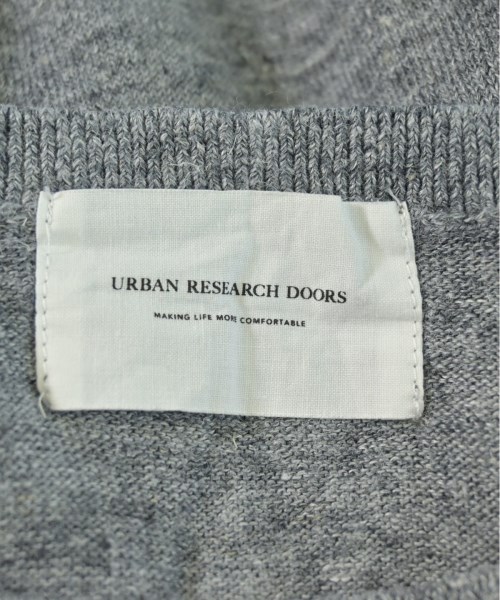 URBAN RESEARCH DOORS
MAKING LIFE MORE COMFORTABLE